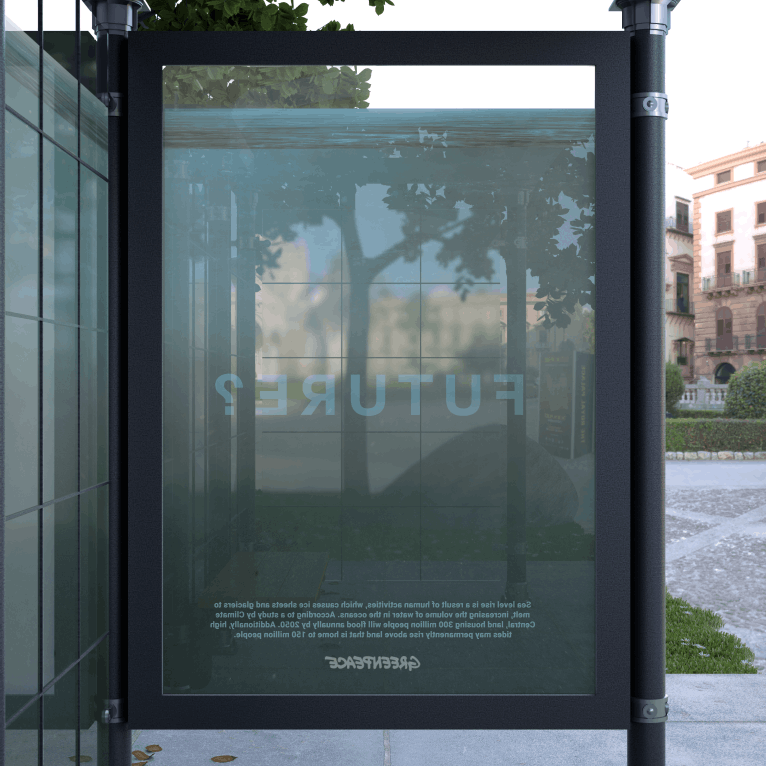 FUTURE?
Sea level rise is a result of human activities, which causes ice sheets and glaciers to
melt, increasing the volume of water in the oceans. According to a study by Climate
Central, land housing 300 million people will flood annually by 2050. Additionally, high
tides may permanently rise above land that is home to 150 million people.
GREENPEACE